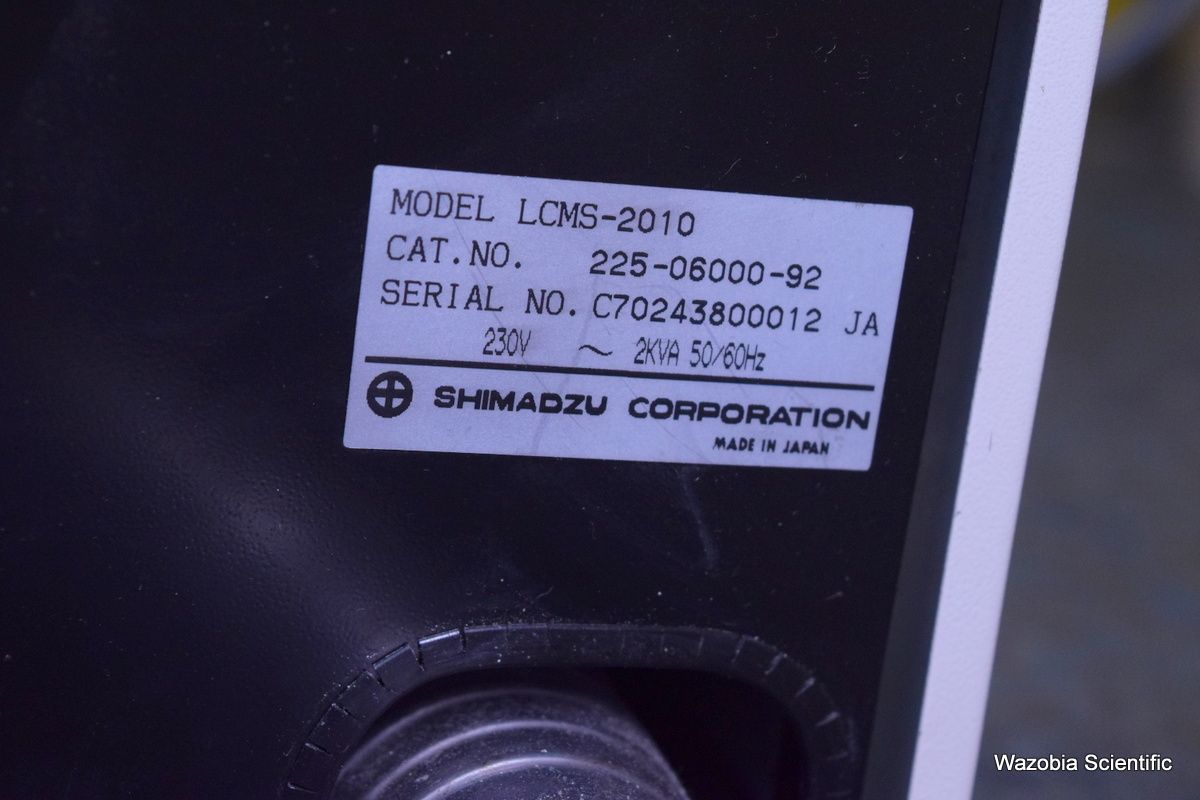 MODEL LCMS-2010
CAT.NO. 225-06000-92
SERIAL NO. C70243800012 JA
230V ～ 2KVA 50/60Hz
SHIMADZU CORPORATION
MADE IN JAPAN
Wazobia Scientific